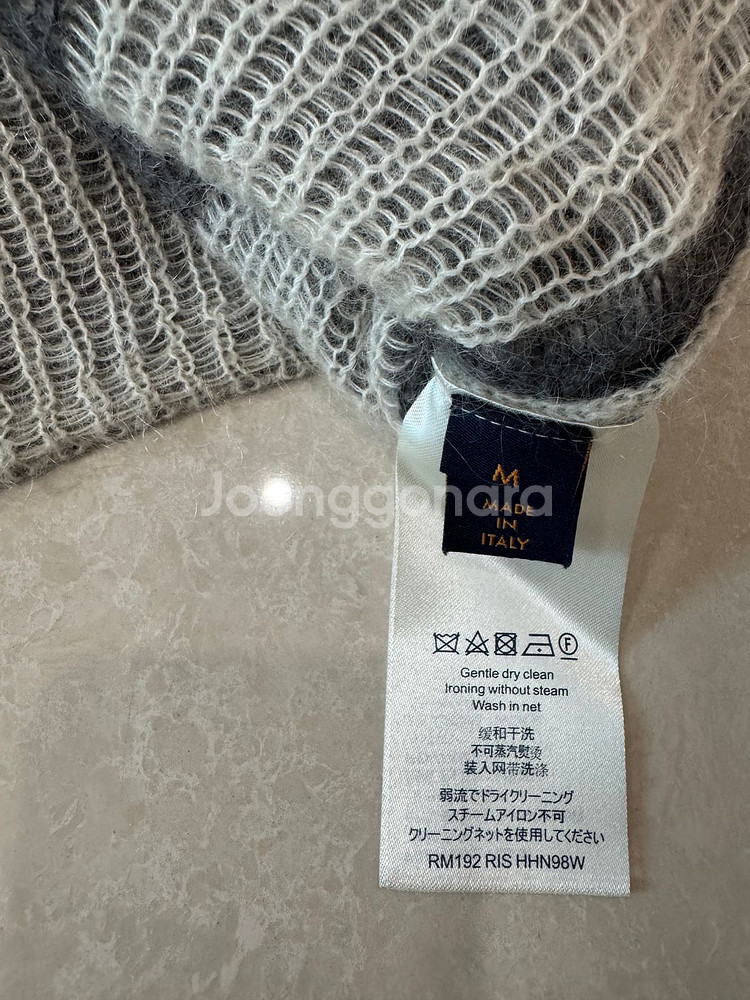 Joonggonara
M
MADE
IN
ITALY
F
Gentle dry clean
Ironing without steam
Wash in net
缓和干洗
不可蒸汽熨烫
装入网带洗涤
弱流でドライクリーニング
スチームアイロン不可
クリーニングネットを使用してください
RM192 RIS HHN98W